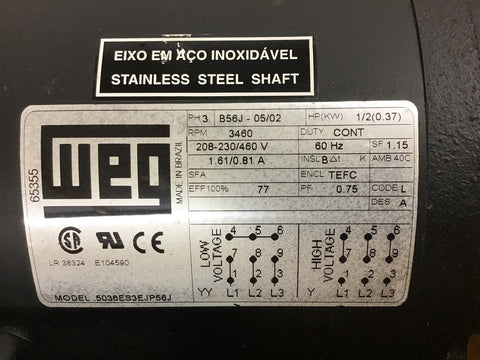 EIXO EM AÇO INOXIDÁVEL
STAINLESS STEEL SHAFT
65355
WEG
MADE IN BRAZIL
PH 3 B56J - 05/02 HP(KW) 1/2(0.37)
RPM 3460 DUTY CONT
208-230/460 V 60 Hz SF 1.15
1.61/0.81 A INSL B Δt K AMB 40C
SFA ENCL TEFC
EFF100% 77 PF 0.75 CODE L
DES A
LR 38324 E104590
MODEL .5036ES3EJP56J
LOW VOLTAGE
4 5 6
7 8 9
1 2 3
YY L1 L2 L3
HIGH VOLTAGE
4 5 6
7 8 9
1 2 3
Y L1 L2 L3